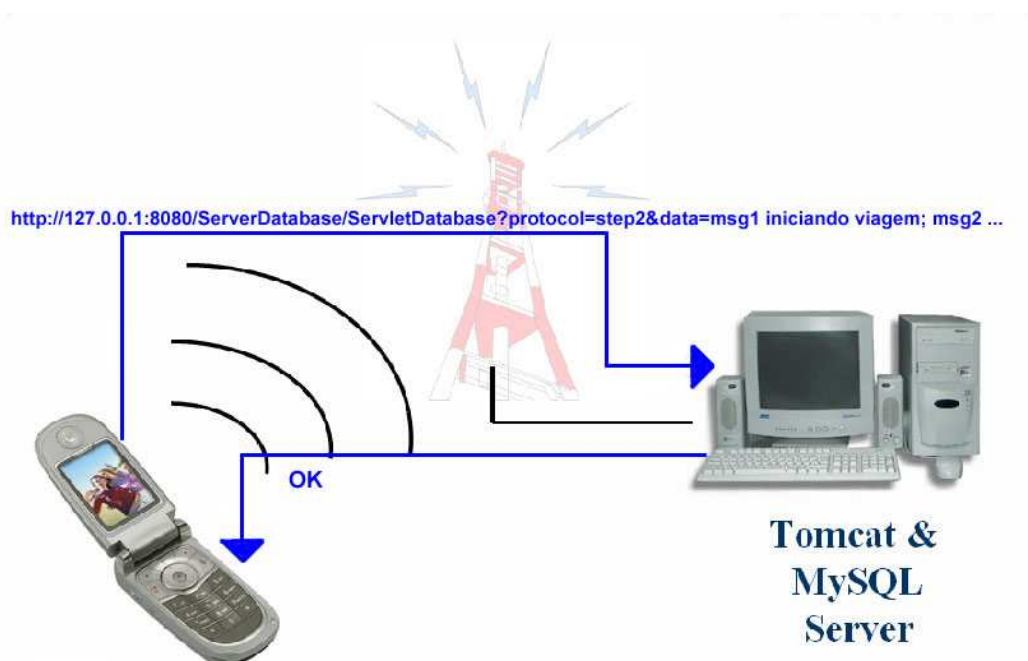 http://127.0.0.1:8080/ServerDatabase/ServletDatabase?protocol=step2&data=msg1 iniciando viagem; msg2 ...
OK
Tomcat &
MySQL
Server